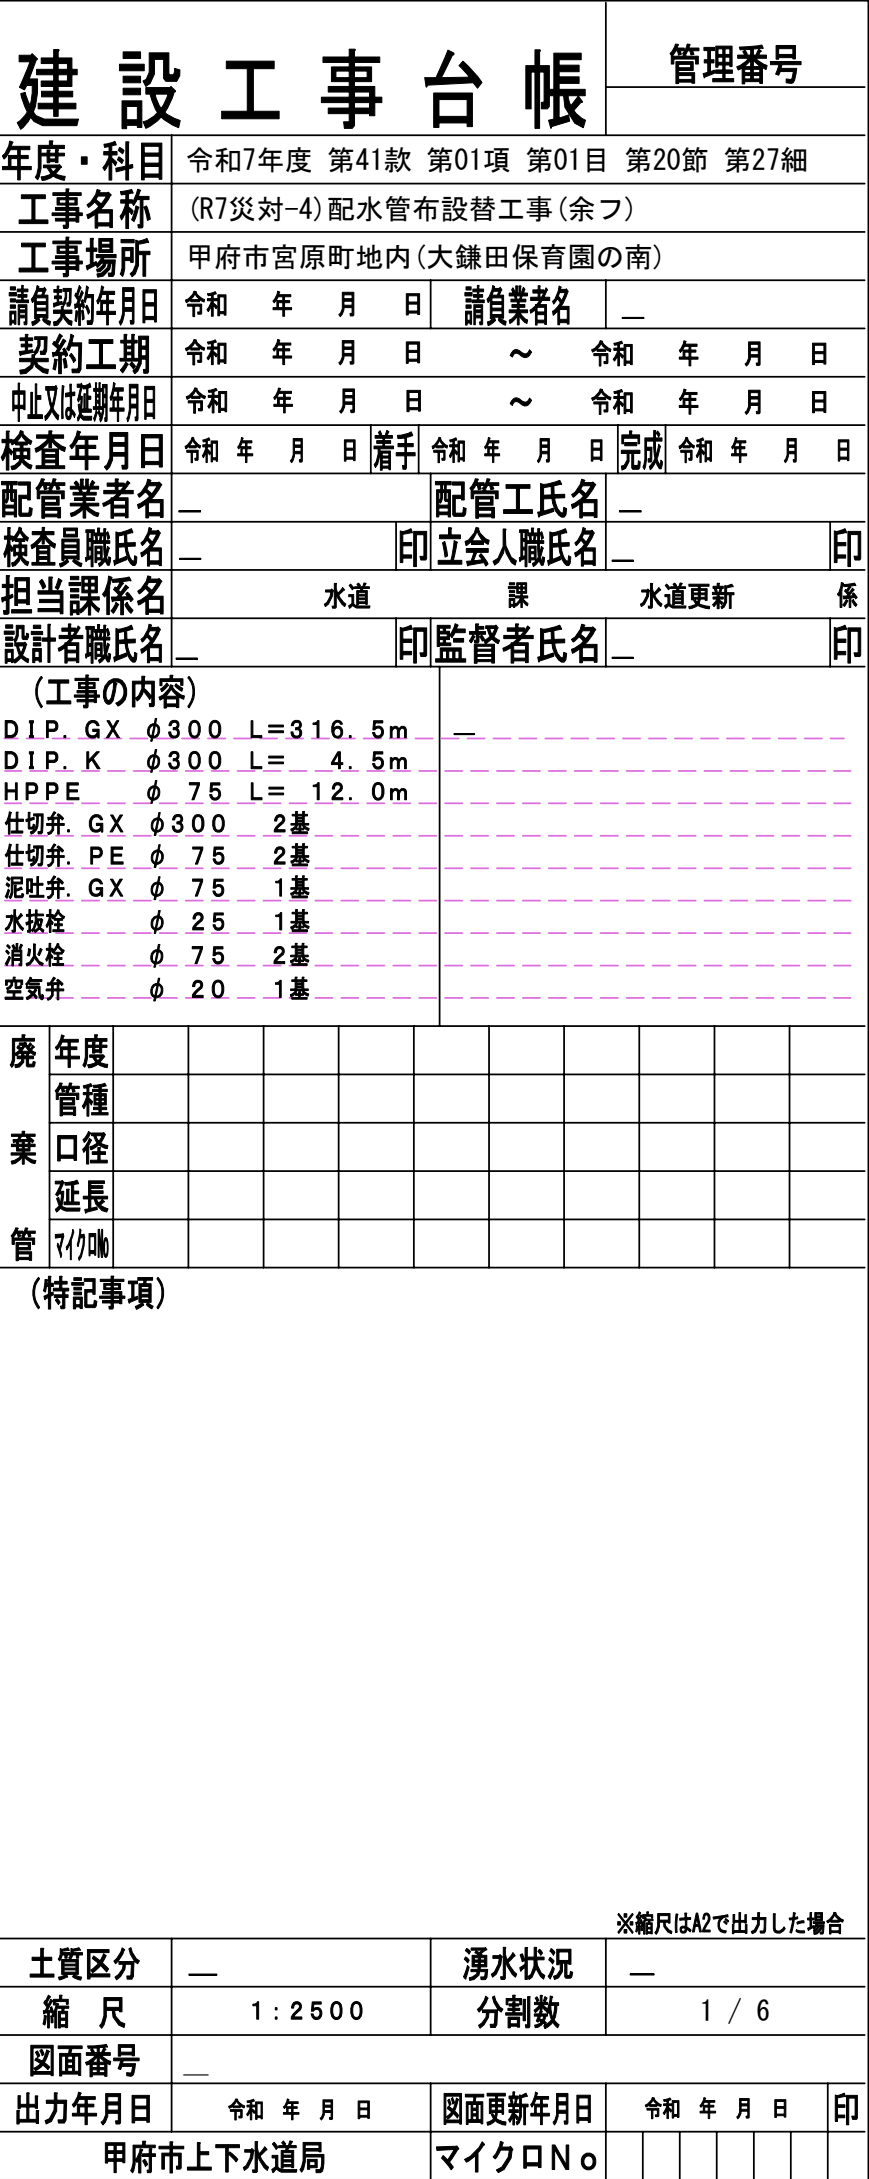 建設工事台帳 管理番号
年度・科目 令和7年度 第41款 第01項 第01目 第20節 第27細
工事名称 (R7災対-4)配水管布設替工事(余フ)
工事場所 甲府市宮原町地内(大鎌田保育園の南)
請負契約年月日 令和 年 月 日 請負業者名 _
契約工期 令和 年 月 日 ～ 令和 年 月 日
中止又は延期年月日 令和 年 月 日 ～ 令和 年 月 日
検査年月日 令和 年 月 日 着手 令和 年 月 日 完成 令和 年 月 日
配管業者名 _ 配管工氏名 _
検査員職氏名 _ 印 立会人職氏名 _ 印
担当課係名 水道 課 水道更新 係
設計者職氏名 _ 印 監督者氏名 _ 印
(工事の内容)
DIP.GX φ300 L=316.5m _
DIP.K φ300 L= 4.5m
HPPE φ 75 L= 12.0m
仕切弁.GX φ300 2基
仕切弁.PE φ 75 2基
泥吐弁.GX φ 75 1基
水抜栓 φ 25 1基
消火栓 φ 75 2基
空気弁 φ 20 1基
廃 年度
管種
棄 口径
延長
管 マイクロNo
(特記事項)
※縮尺はA2で出力した場合
土質区分 _ 湧水状況 _
縮 尺 1:2500 分割数 1 / 6
図面番号 _
出力年月日 令和 年 月 日 図面更新年月日 令和 年 月 日 印
甲府市上下水道局 マイクロNo